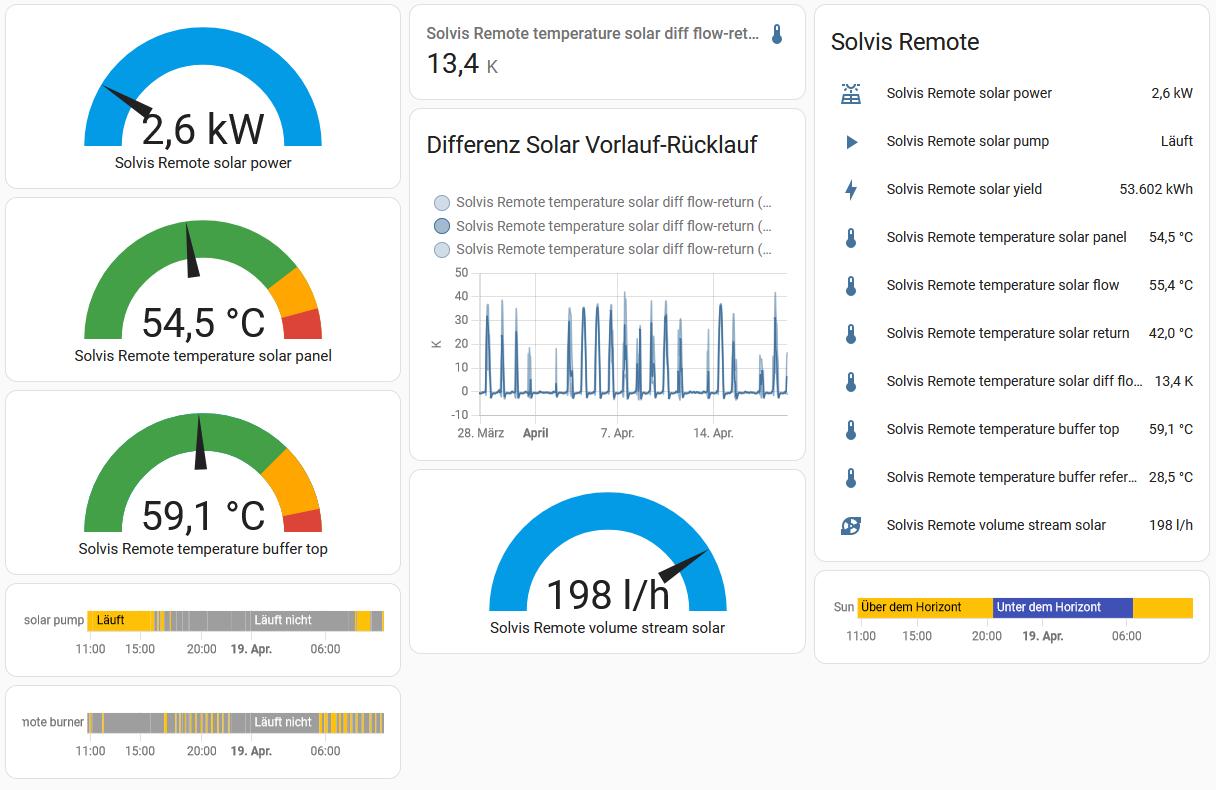 2,6 kW
Solvis Remote solar power
54,5 °C
Solvis Remote temperature solar panel
59,1 °C
Solvis Remote temperature buffer top
solar pump
Läuft
Läuft nicht
11:00 15:00 20:00 19. Apr. 06:00
mote burner
Läuft nicht
11:00 15:00 20:00 19. Apr. 06:00
Solvis Remote temperature solar diff flow-ret…
13,4 K
Differenz Solar Vorlauf-Rücklauf
Solvis Remote temperature solar diff flow-return (…
Solvis Remote temperature solar diff flow-return (…
Solvis Remote temperature solar diff flow-return (…
50
40
30
20
10
0
-10
K
28. März April 7. Apr. 14. Apr.
198 l/h
Solvis Remote volume stream solar
Solvis Remote
Solvis Remote solar power 2,6 kW
Solvis Remote solar pump Läuft
Solvis Remote solar yield 53.602 kWh
Solvis Remote temperature solar panel 54,5 °C
Solvis Remote temperature solar flow 55,4 °C
Solvis Remote temperature solar return 42,0 °C
Solvis Remote temperature solar diff flo… 13,4 K
Solvis Remote temperature buffer top 59,1 °C
Solvis Remote temperature buffer refer… 28,5 °C
Solvis Remote volume stream solar 198 l/h
Sun Über dem Horizont Unter dem Horizont
11:00 15:00 20:00 19. Apr. 06:00